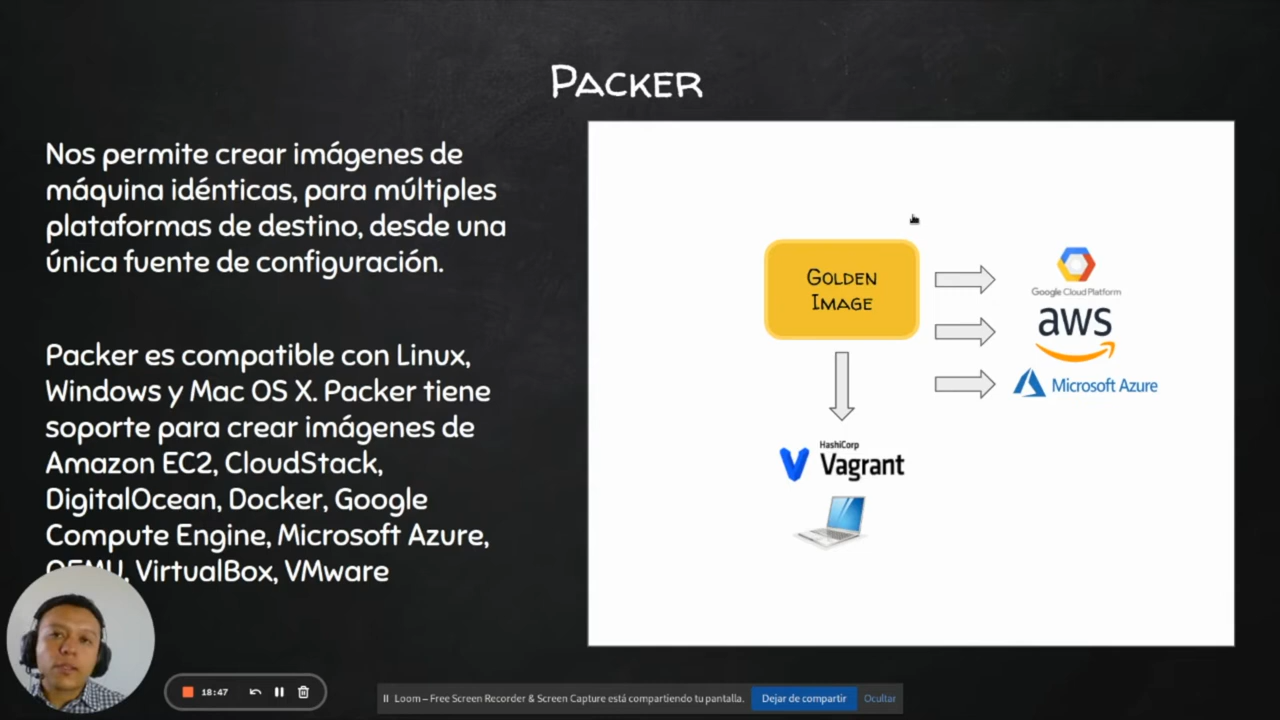 PACKER
Nos permite crear imágenes de
máquina idénticas, para múltiples
plataformas de destino, desde una
única fuente de configuración.
Packer es compatible con Linux,
Windows y Mac OS X. Packer tiene
soporte para crear imágenes de
Amazon EC2, CloudStack,
DigitalOcean, Docker, Google
Compute Engine, Microsoft Azure,
VirtualBox, VMware
GOLDEN
IMAGE
Google Cloud Platform
aws
Microsoft Azure
HashiCorp
Vagrant
18:47
Loom – Free Screen Recorder & Screen Capture está compartiendo tu pantalla.
Dejar de compartir
Ocultar